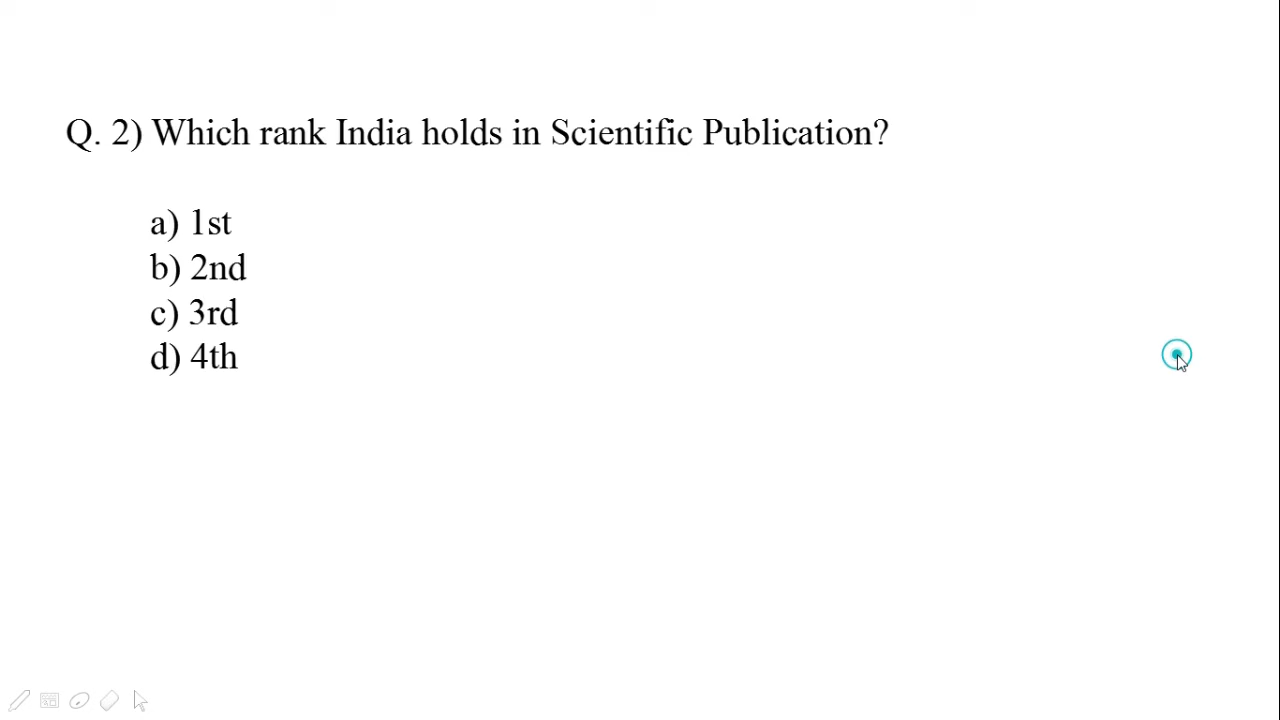 Q. 2) Which rank India holds in Scientific Publication?
a) 1st
b) 2nd
c) 3rd
d) 4th